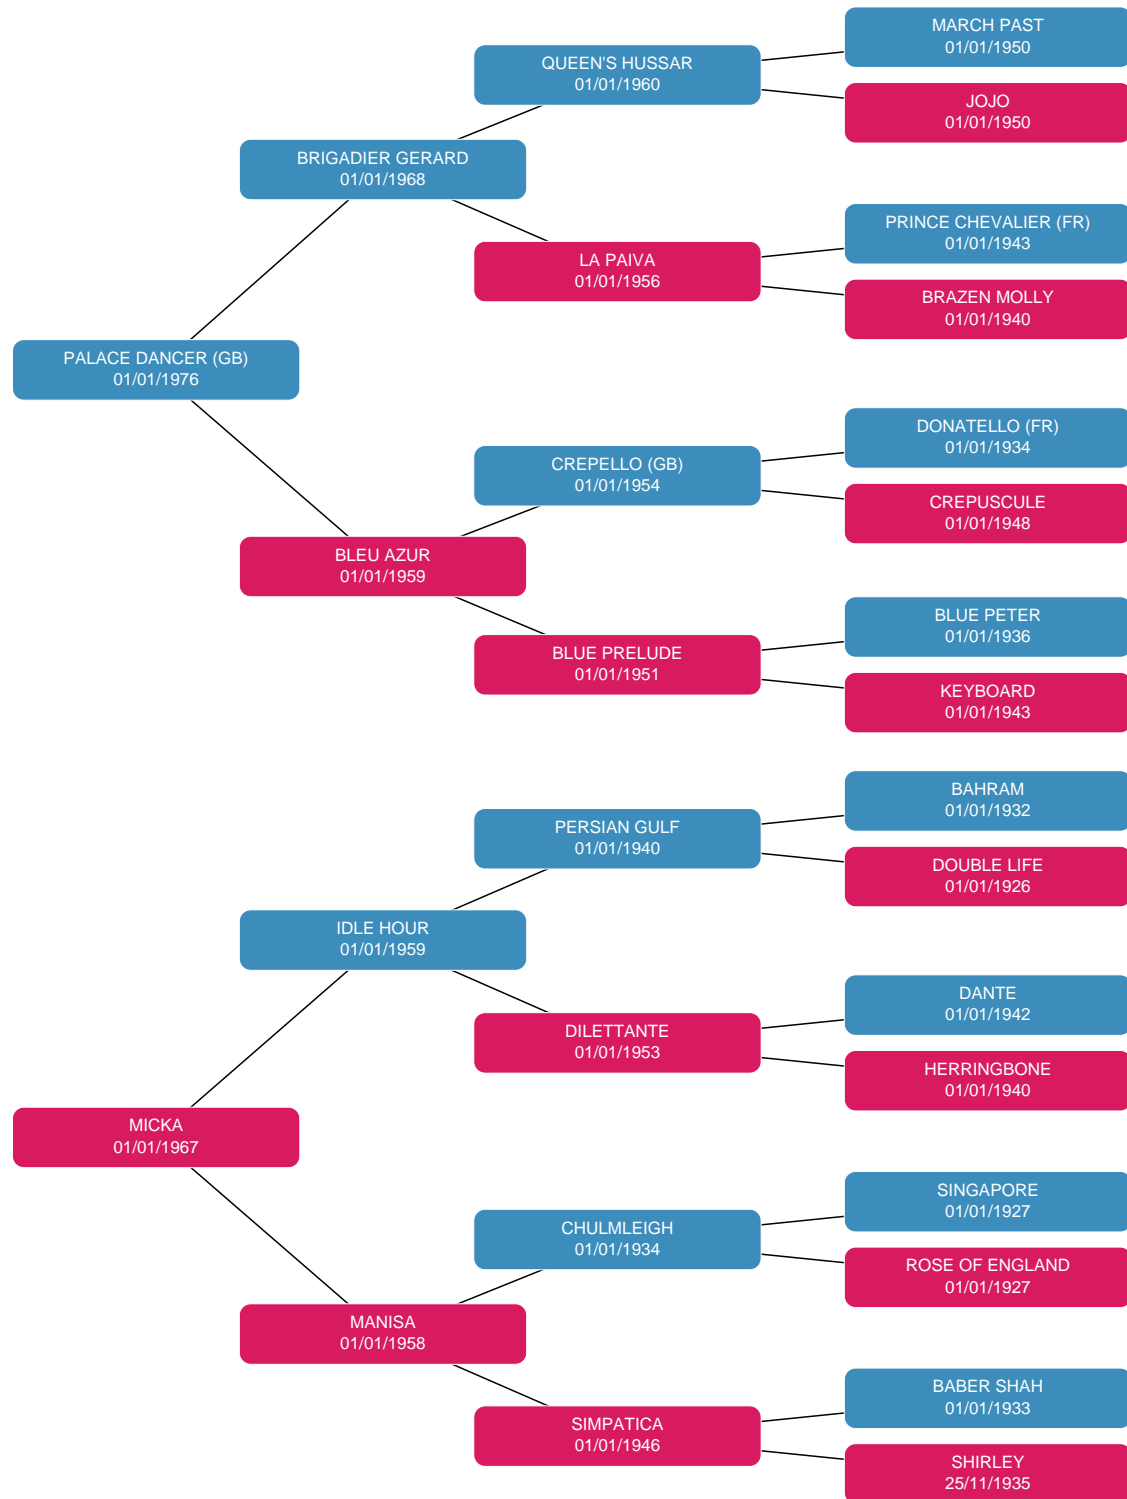 MARCH PAST
01/01/1950
QUEEN'S HUSSAR
01/01/1960
JOJO
01/01/1950
BRIGADIER GERARD
01/01/1968
PRINCE CHEVALIER (FR)
01/01/1943
LA PAIVA
01/01/1956
BRAZEN MOLLY
01/01/1940
PALACE DANCER (GB)
01/01/1976
DONATELLO (FR)
01/01/1934
CREPELLO (GB)
01/01/1954
CREPUSCULE
01/01/1948
BLEU AZUR
01/01/1959
BLUE PETER
01/01/1936
BLUE PRELUDE
01/01/1951
KEYBOARD
01/01/1943
BAHRAM
01/01/1932
PERSIAN GULF
01/01/1940
DOUBLE LIFE
01/01/1926
IDLE HOUR
01/01/1959
DANTE
01/01/1942
DILETTANTE
01/01/1953
HERRINGBONE
01/01/1940
MICKA
01/01/1967
SINGAPORE
01/01/1927
CHULMLEIGH
01/01/1934
ROSE OF ENGLAND
01/01/1927
MANISA
01/01/1958
BABER SHAH
01/01/1933
SIMPATICA
01/01/1946
SHIRLEY
25/11/1935